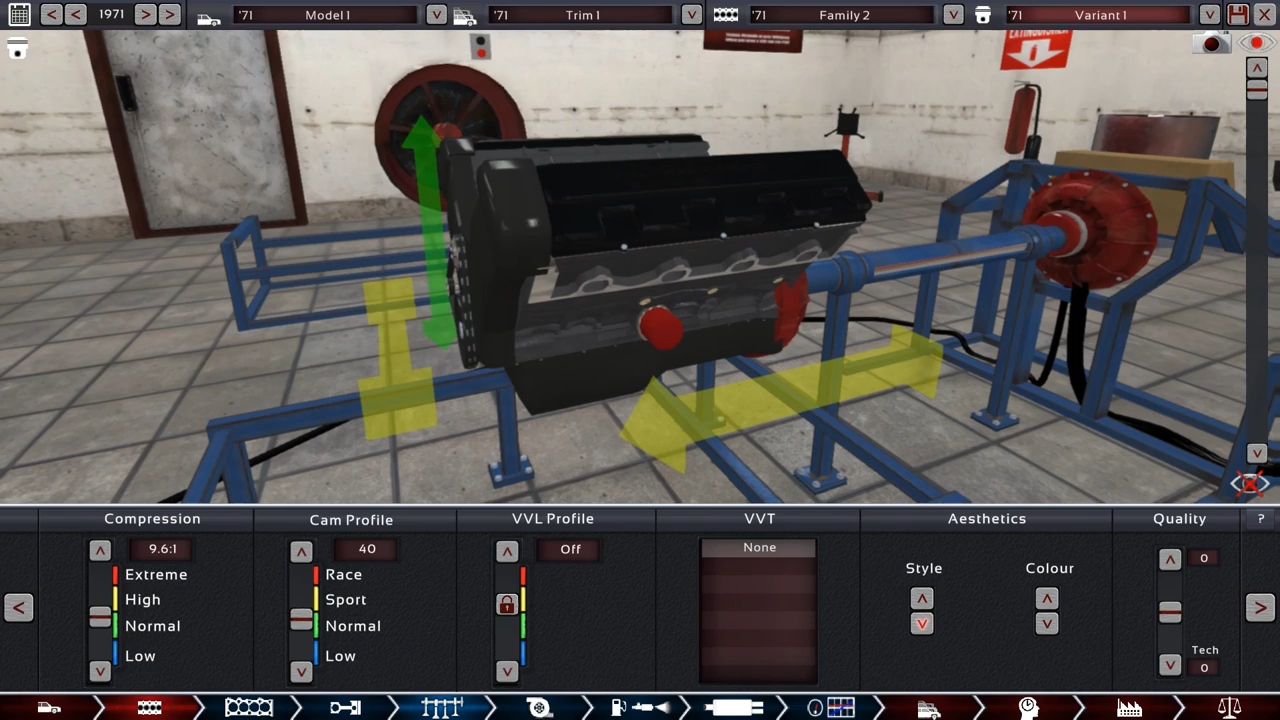 1971
'71 Model 1
'71 Trim 1
'71 Family 2
'71 Variant 1
Compression
Cam Profile
VVL Profile
VVT
Aesthetics
Quality
?
9.6:1
40
Off
None
0
Extreme
High
Normal
Low
Race
Sport
Normal
Low
Style
Colour
Tech
0